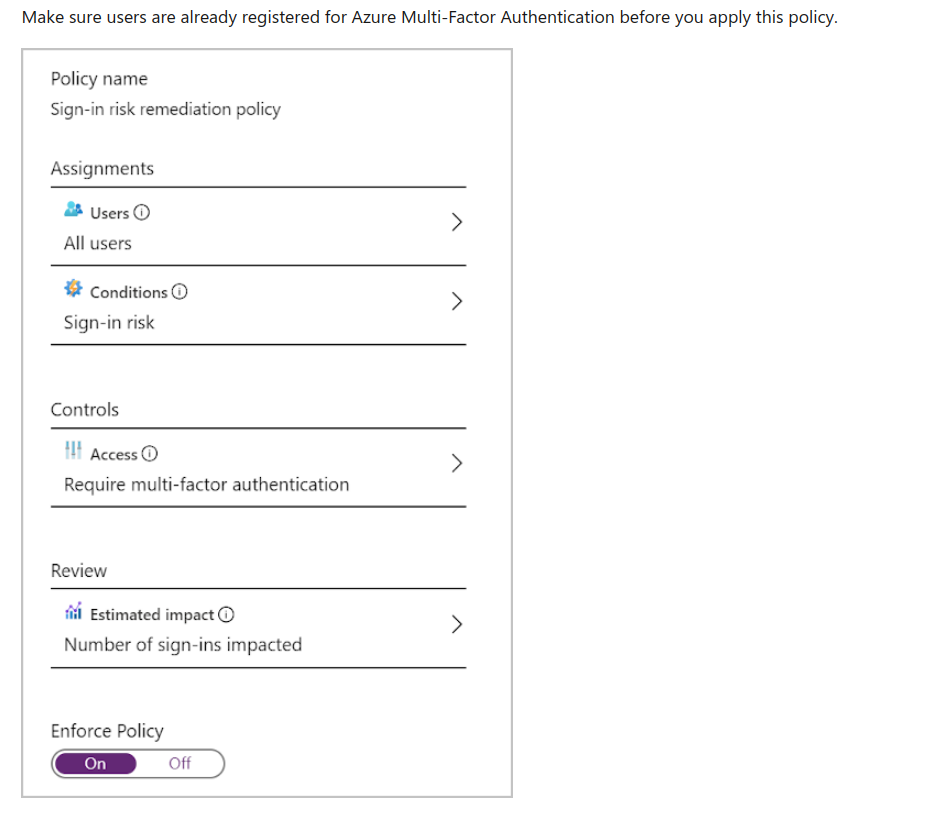 Make sure users are already registered for Azure Multi-Factor Authentication before you apply this policy.
Policy name
Sign-in risk remediation policy
Assignments
Users
All users
Conditions
Sign-in risk
Controls
Access
Require multi-factor authentication
Review
Estimated impact
Number of sign-ins impacted
Enforce Policy
On Off